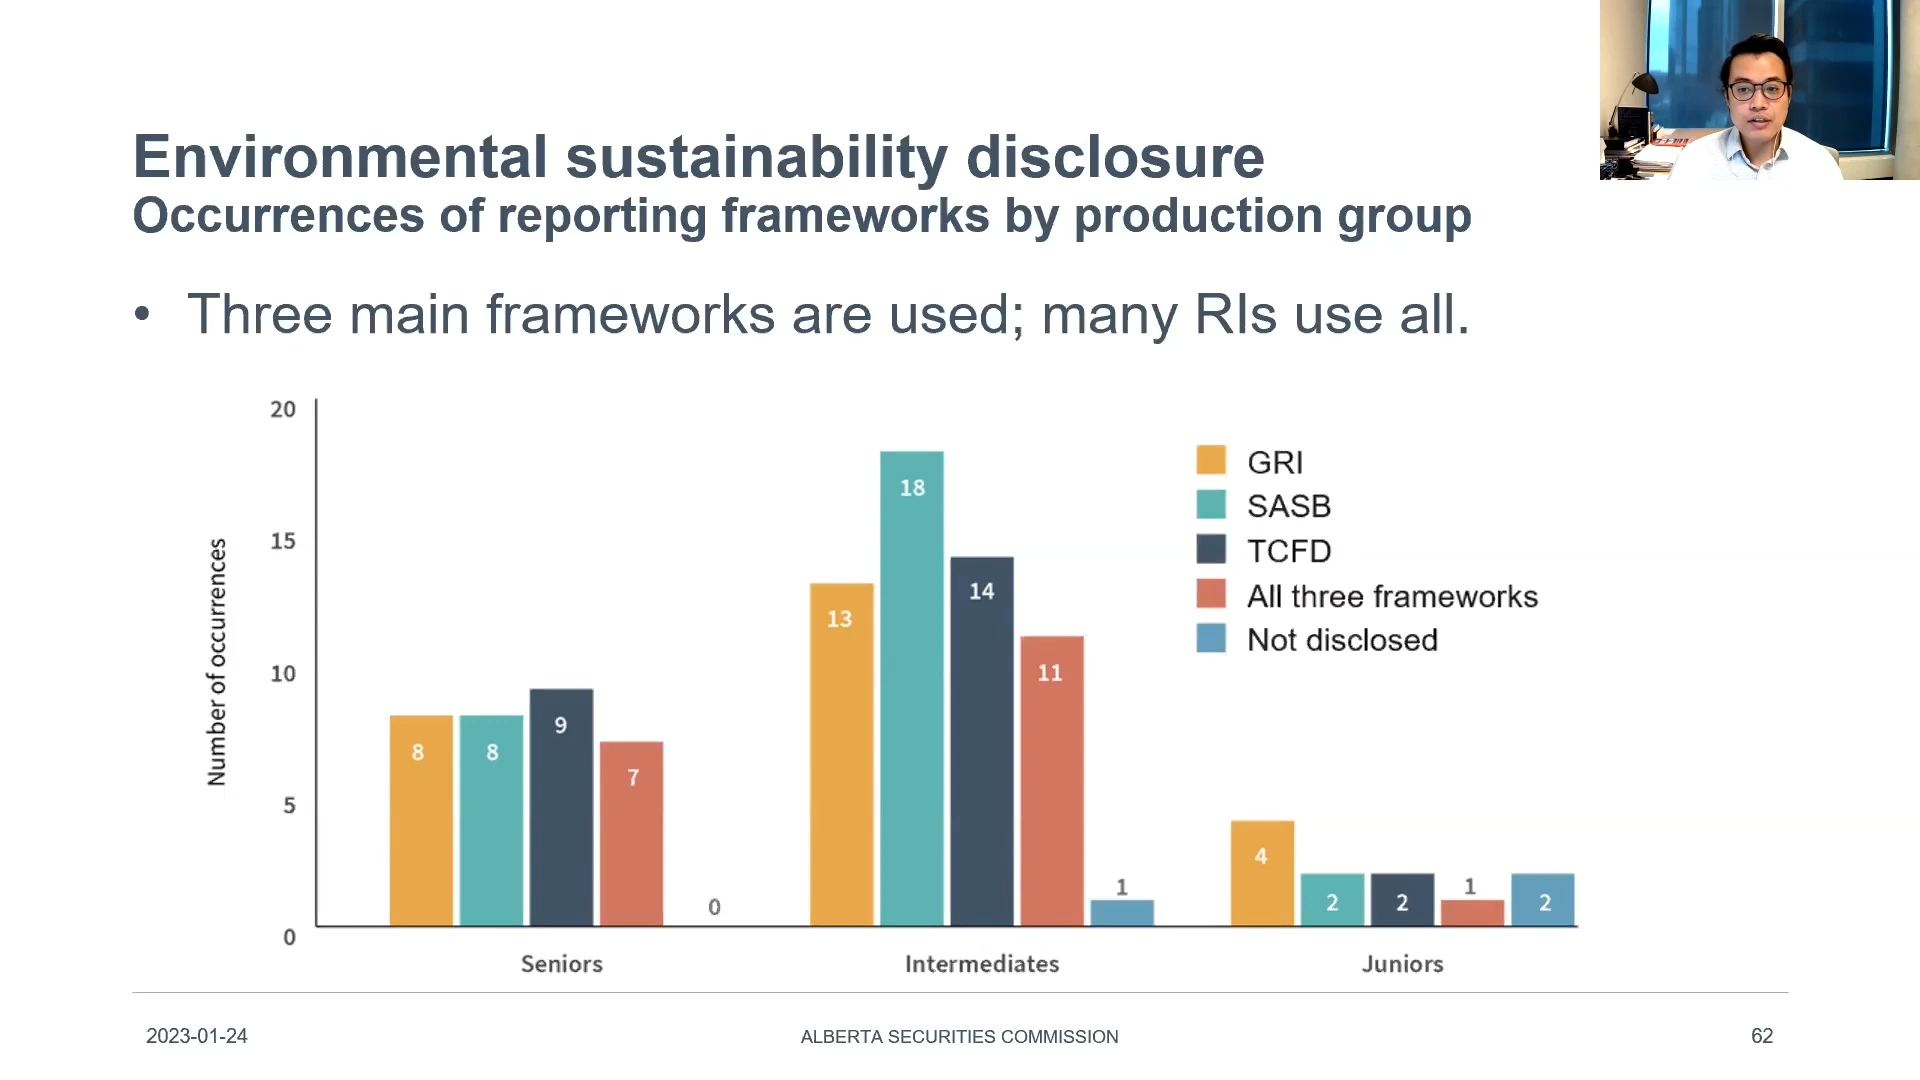 Environmental sustainability disclosure
Occurrences of reporting frameworks by production group
• Three main frameworks are used; many RIs use all.
Number of occurrences
20
15
10
5
0
8
8
9
7
0
13
18
14
11
1
4
2
2
1
2
Seniors
Intermediates
Juniors
GRI
SASB
TCFD
All three frameworks
Not disclosed
2023-01-24
ALBERTA SECURITIES COMMISSION
62